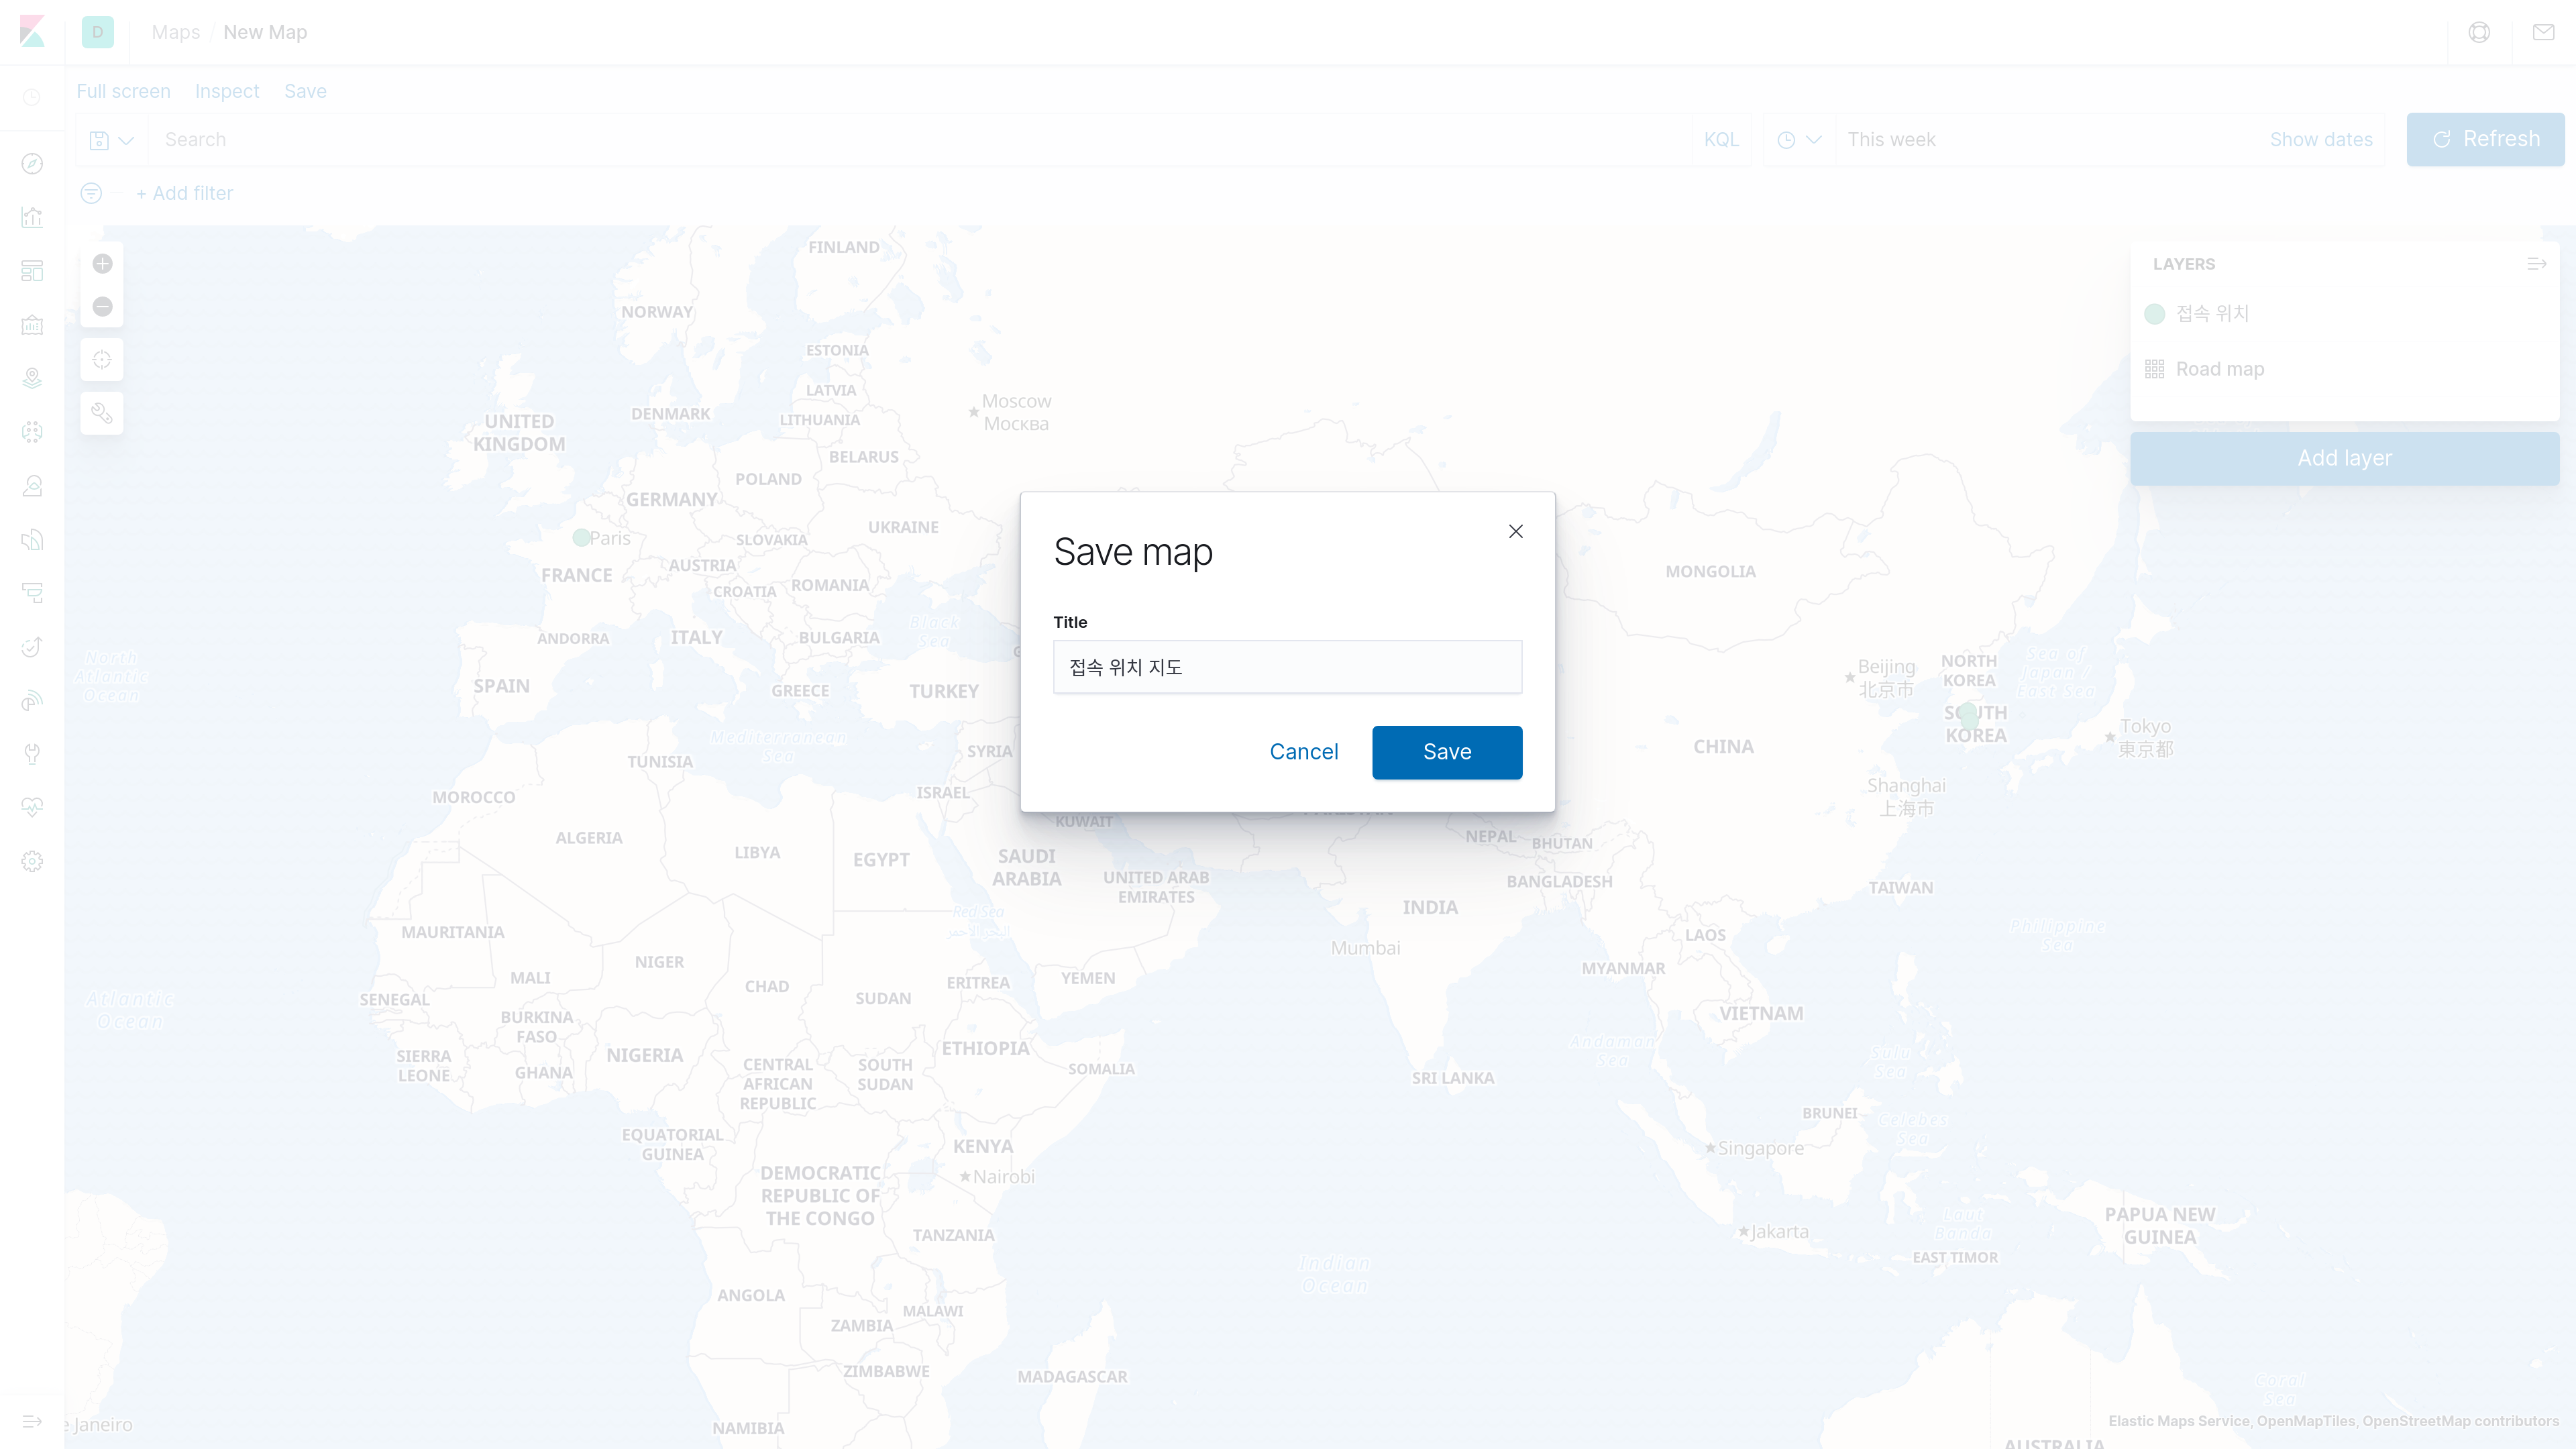 D
Maps / New Map
Full screen Inspect Save
Search
KQL
This week
Show dates
Refresh
+ Add filter
LAYERS
접속 위치
Road map
Add layer
Save map
Title
접속 위치 지도
Cancel
Save
FINLAND
NORWAY
ESTONIA
LATVIA
LITHUANIA
DENMARK
Moscow
Москва
UNITED
KINGDOM
BELARUS
POLAND
GERMANY
UKRAINE
Paris
SLOVAKIA
FRANCE
AUSTRIA
CROATIA
ROMANIA
MONGOLIA
Black
Sea
ANDORRA
ITALY
BULGARIA
North
Atlantic
Ocean
SPAIN
GREECE
TURKEY
Beijing
北京市
NORTH
KOREA
Sea of
Japan /
East Sea
SOUTH
KOREA
Tokyo
東京都
Mediterranean
Sea
SYRIA
CHINA
TUNISIA
ISRAEL
MOROCCO
Shanghai
上海市
KUWAIT
PAKISTAN
NEPAL
BHUTAN
ALGERIA
LIBYA
EGYPT
SAUDI
ARABIA
UNITED ARAB
EMIRATES
BANGLADESH
TAIWAN
INDIA
Red Sea
البحر الأحمر
MAURITANIA
Mumbai
LAOS
Philippine
Sea
NIGER
MALI
CHAD
ERITREA
YEMEN
MYANMAR
Atlantic
Ocean
SENEGAL
SUDAN
BURKINA
FASO
VIETNAM
NIGERIA
ETHIOPIA
Andaman
Sea
SIERRA
LEONE
GHANA
CENTRAL
AFRICAN
REPUBLIC
SOUTH
SUDAN
SOMALIA
SRI LANKA
Sulu
Sea
EQUATORIAL
GUINEA
KENYA
BRUNEI
Celebes
Sea
Singapore
Nairobi
DEMOCRATIC
REPUBLIC OF
THE CONGO
TANZANIA
Jakarta
Laut
Banda
PAPUA NEW
GUINEA
EAST TIMOR
Indian
Ocean
ANGOLA
MALAWI
ZAMBIA
ZIMBABWE
MADAGASCAR
Coral
Sea
NAMIBIA
e Janeiro
Elastic Maps Service, OpenMapTiles, OpenStreetMap contributors
AUSTRALIA